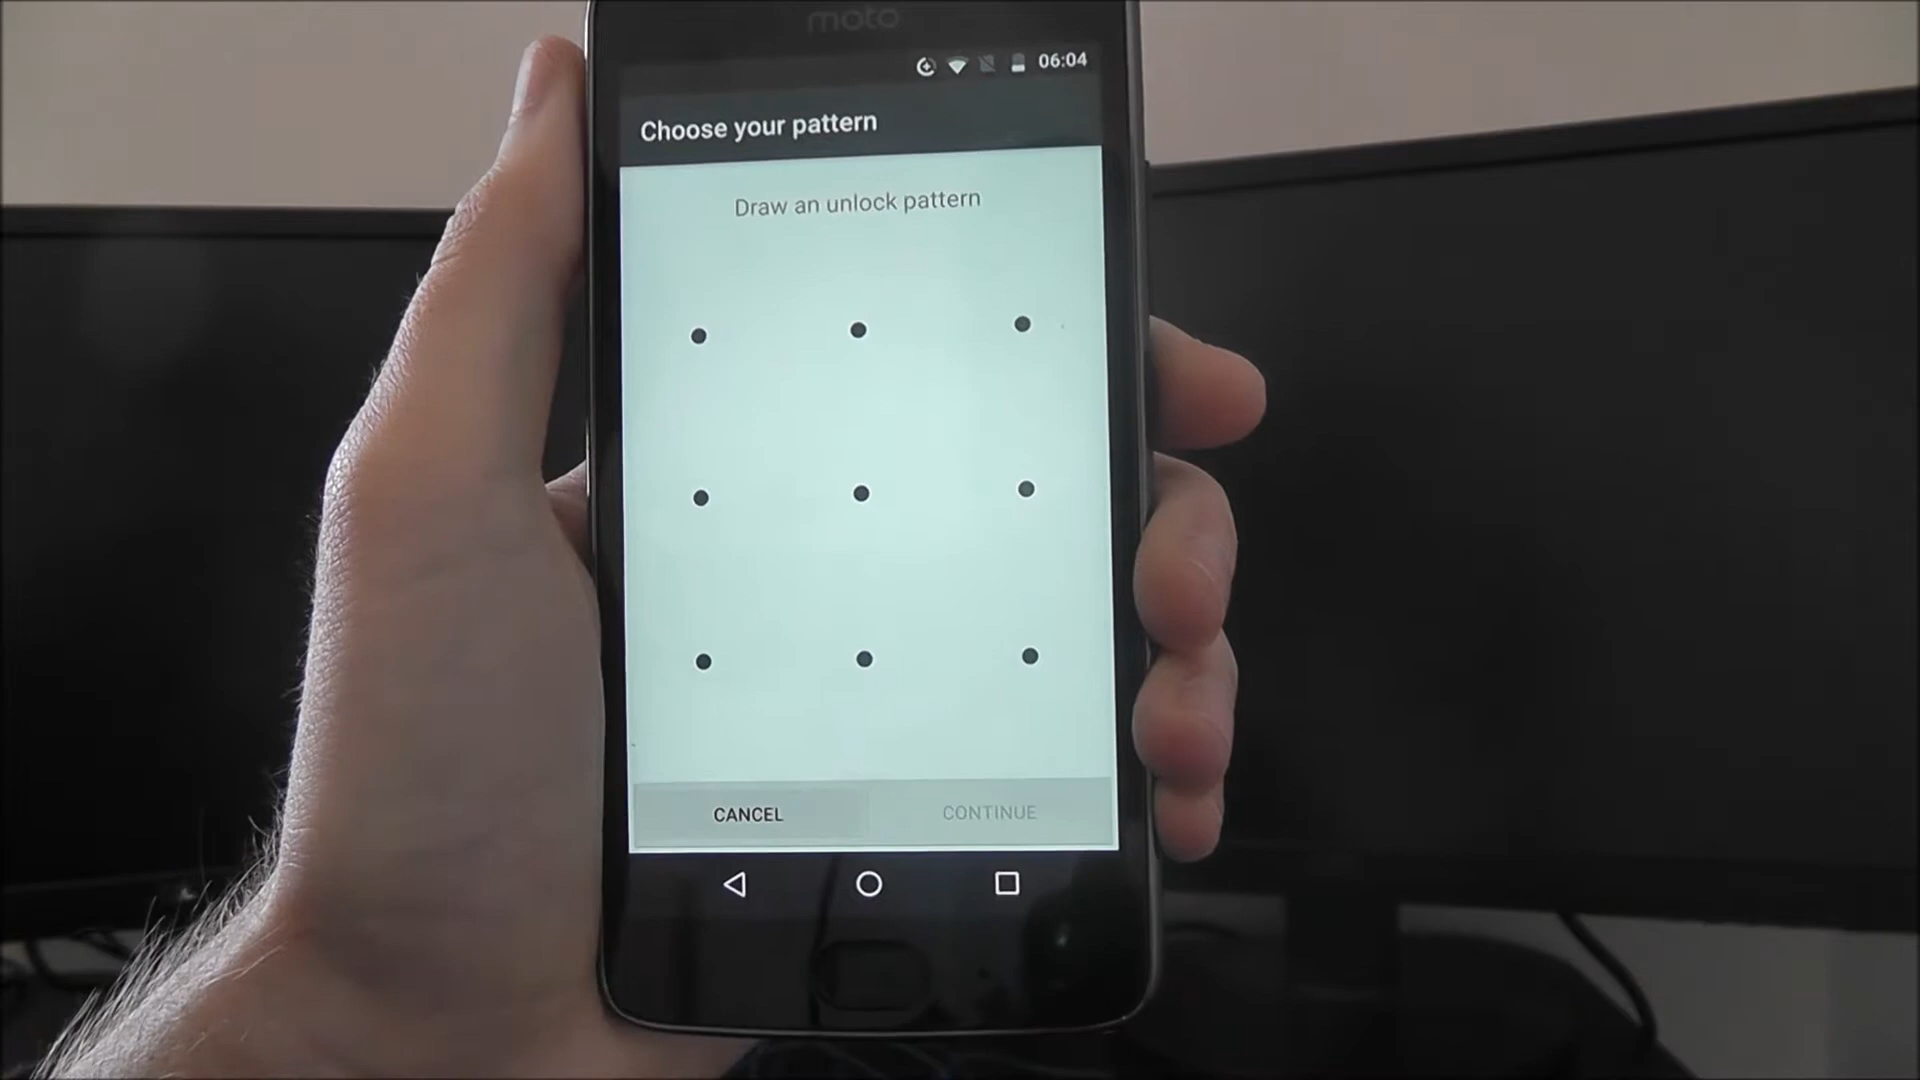 moto
06:04
Choose your pattern
Draw an unlock pattern
CANCEL
CONTINUE